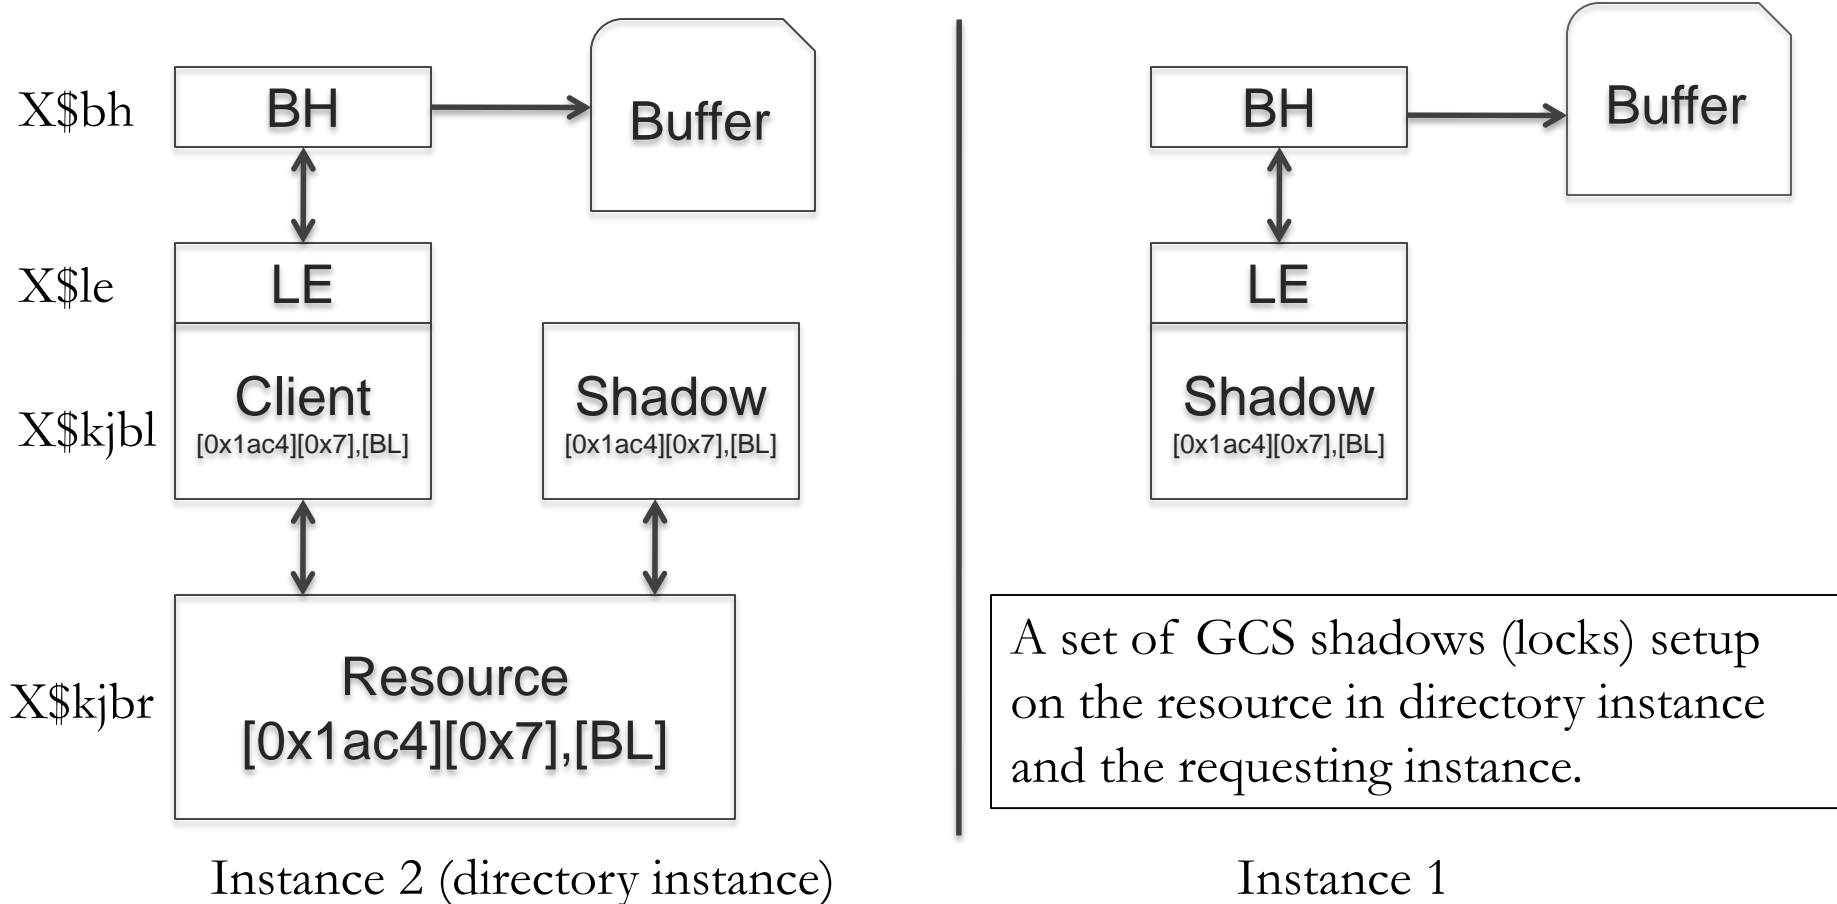 X$bh
BH
Buffer
X$le
LE
X$kjbl
Client
[0x1ac4][0x7],[BL]
Shadow
[0x1ac4][0x7],[BL]
X$kjbr
Resource
[0x1ac4][0x7],[BL]
Instance 2 (directory instance)
BH
Buffer
LE
Shadow
[0x1ac4][0x7],[BL]
A set of GCS shadows (locks) setup
on the resource in directory instance
and the requesting instance.
Instance 1